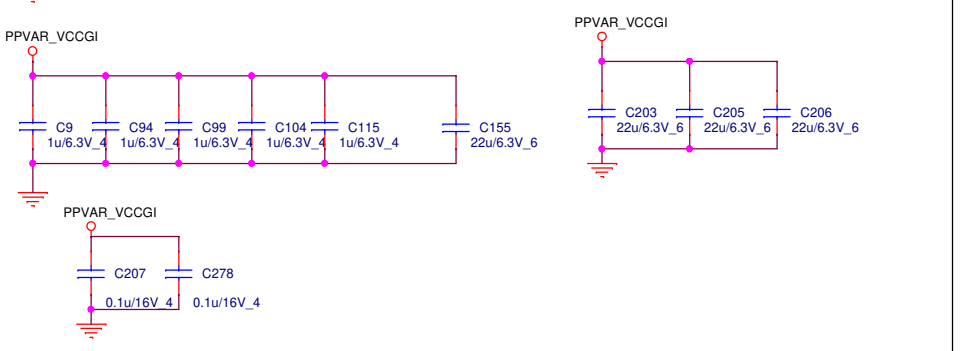 PPVAR_VCCGI
C9
1u/6.3V_4
C94
1u/6.3V_4
C99
1u/6.3V_4
C104
1u/6.3V_4
C115
1u/6.3V_4
C155
22u/6.3V_6
PPVAR_VCCGI
C203
22u/6.3V_6
C205
22u/6.3V_6
C206
22u/6.3V_6
PPVAR_VCCGI
C207
0.1u/16V_4
C278
0.1u/16V_4